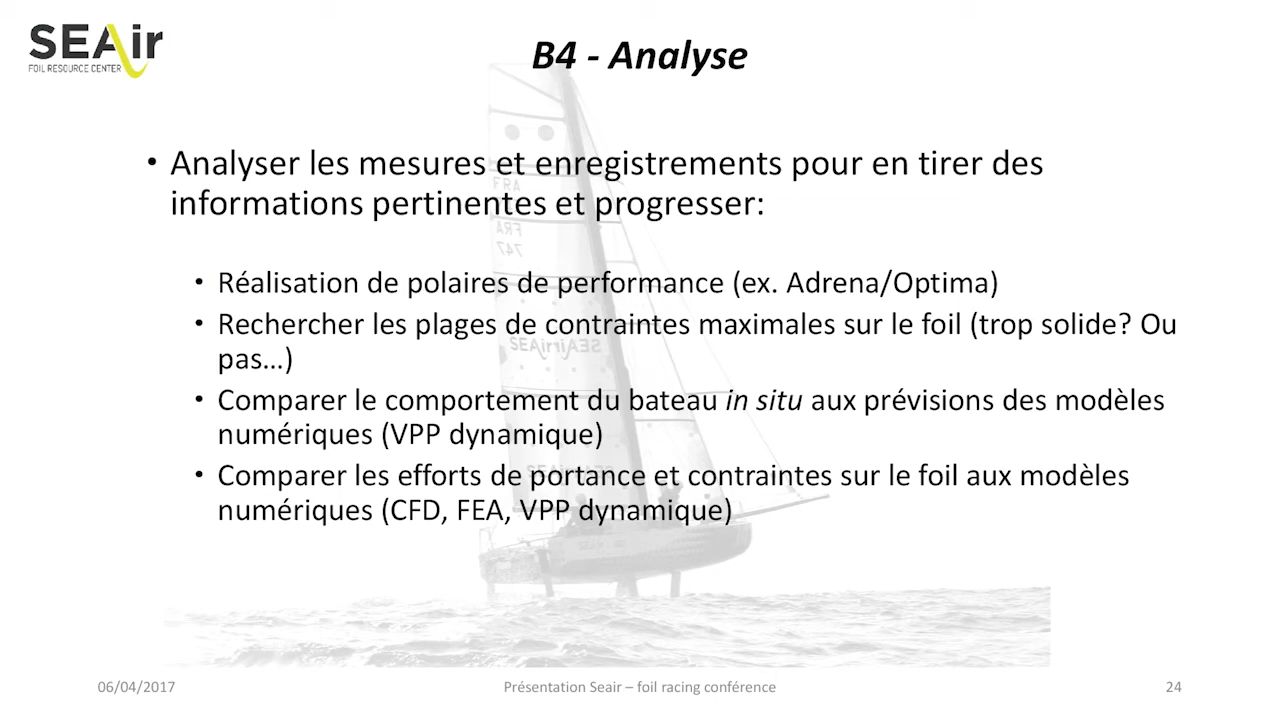 SEAir
FOIL RESOURCE CENTER
B4 - Analyse
• Analyser les mesures et enregistrements pour en tirer des
informations pertinentes et progresser:
• Réalisation de polaires de performance (ex. Adrena/Optima)
• Rechercher les plages de contraintes maximales sur le foil (trop solide? Ou
pas…)
• Comparer le comportement du bateau in situ aux prévisions des modèles
numériques (VPP dynamique)
• Comparer les efforts de portance et contraintes sur le foil aux modèles
numériques (CFD, FEA, VPP dynamique)
FRA
FRA
747
SEAir
06/04/2017
Présentation Seair – foil racing conférence
24